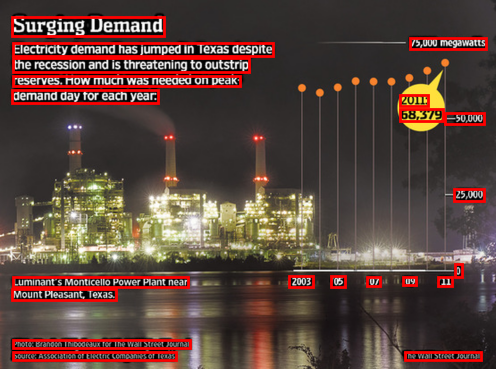 Surging Demand
Electricity demand has jumped in Texas despite
the recession and is threatening to outstrip
reserves. How much was needed on peak
demand day for each year:
75,000 megawatts
2011:
68,379
50,000
25,000
0
2003 05 07 09 11
Luminant's Monticello Power Plant near
Mount Pleasant, Texas.
Photo: Brandon Thibodeaux for The Wall Street Journal
Source: Association of Electric Companies of Texas
The Wall Street Journal